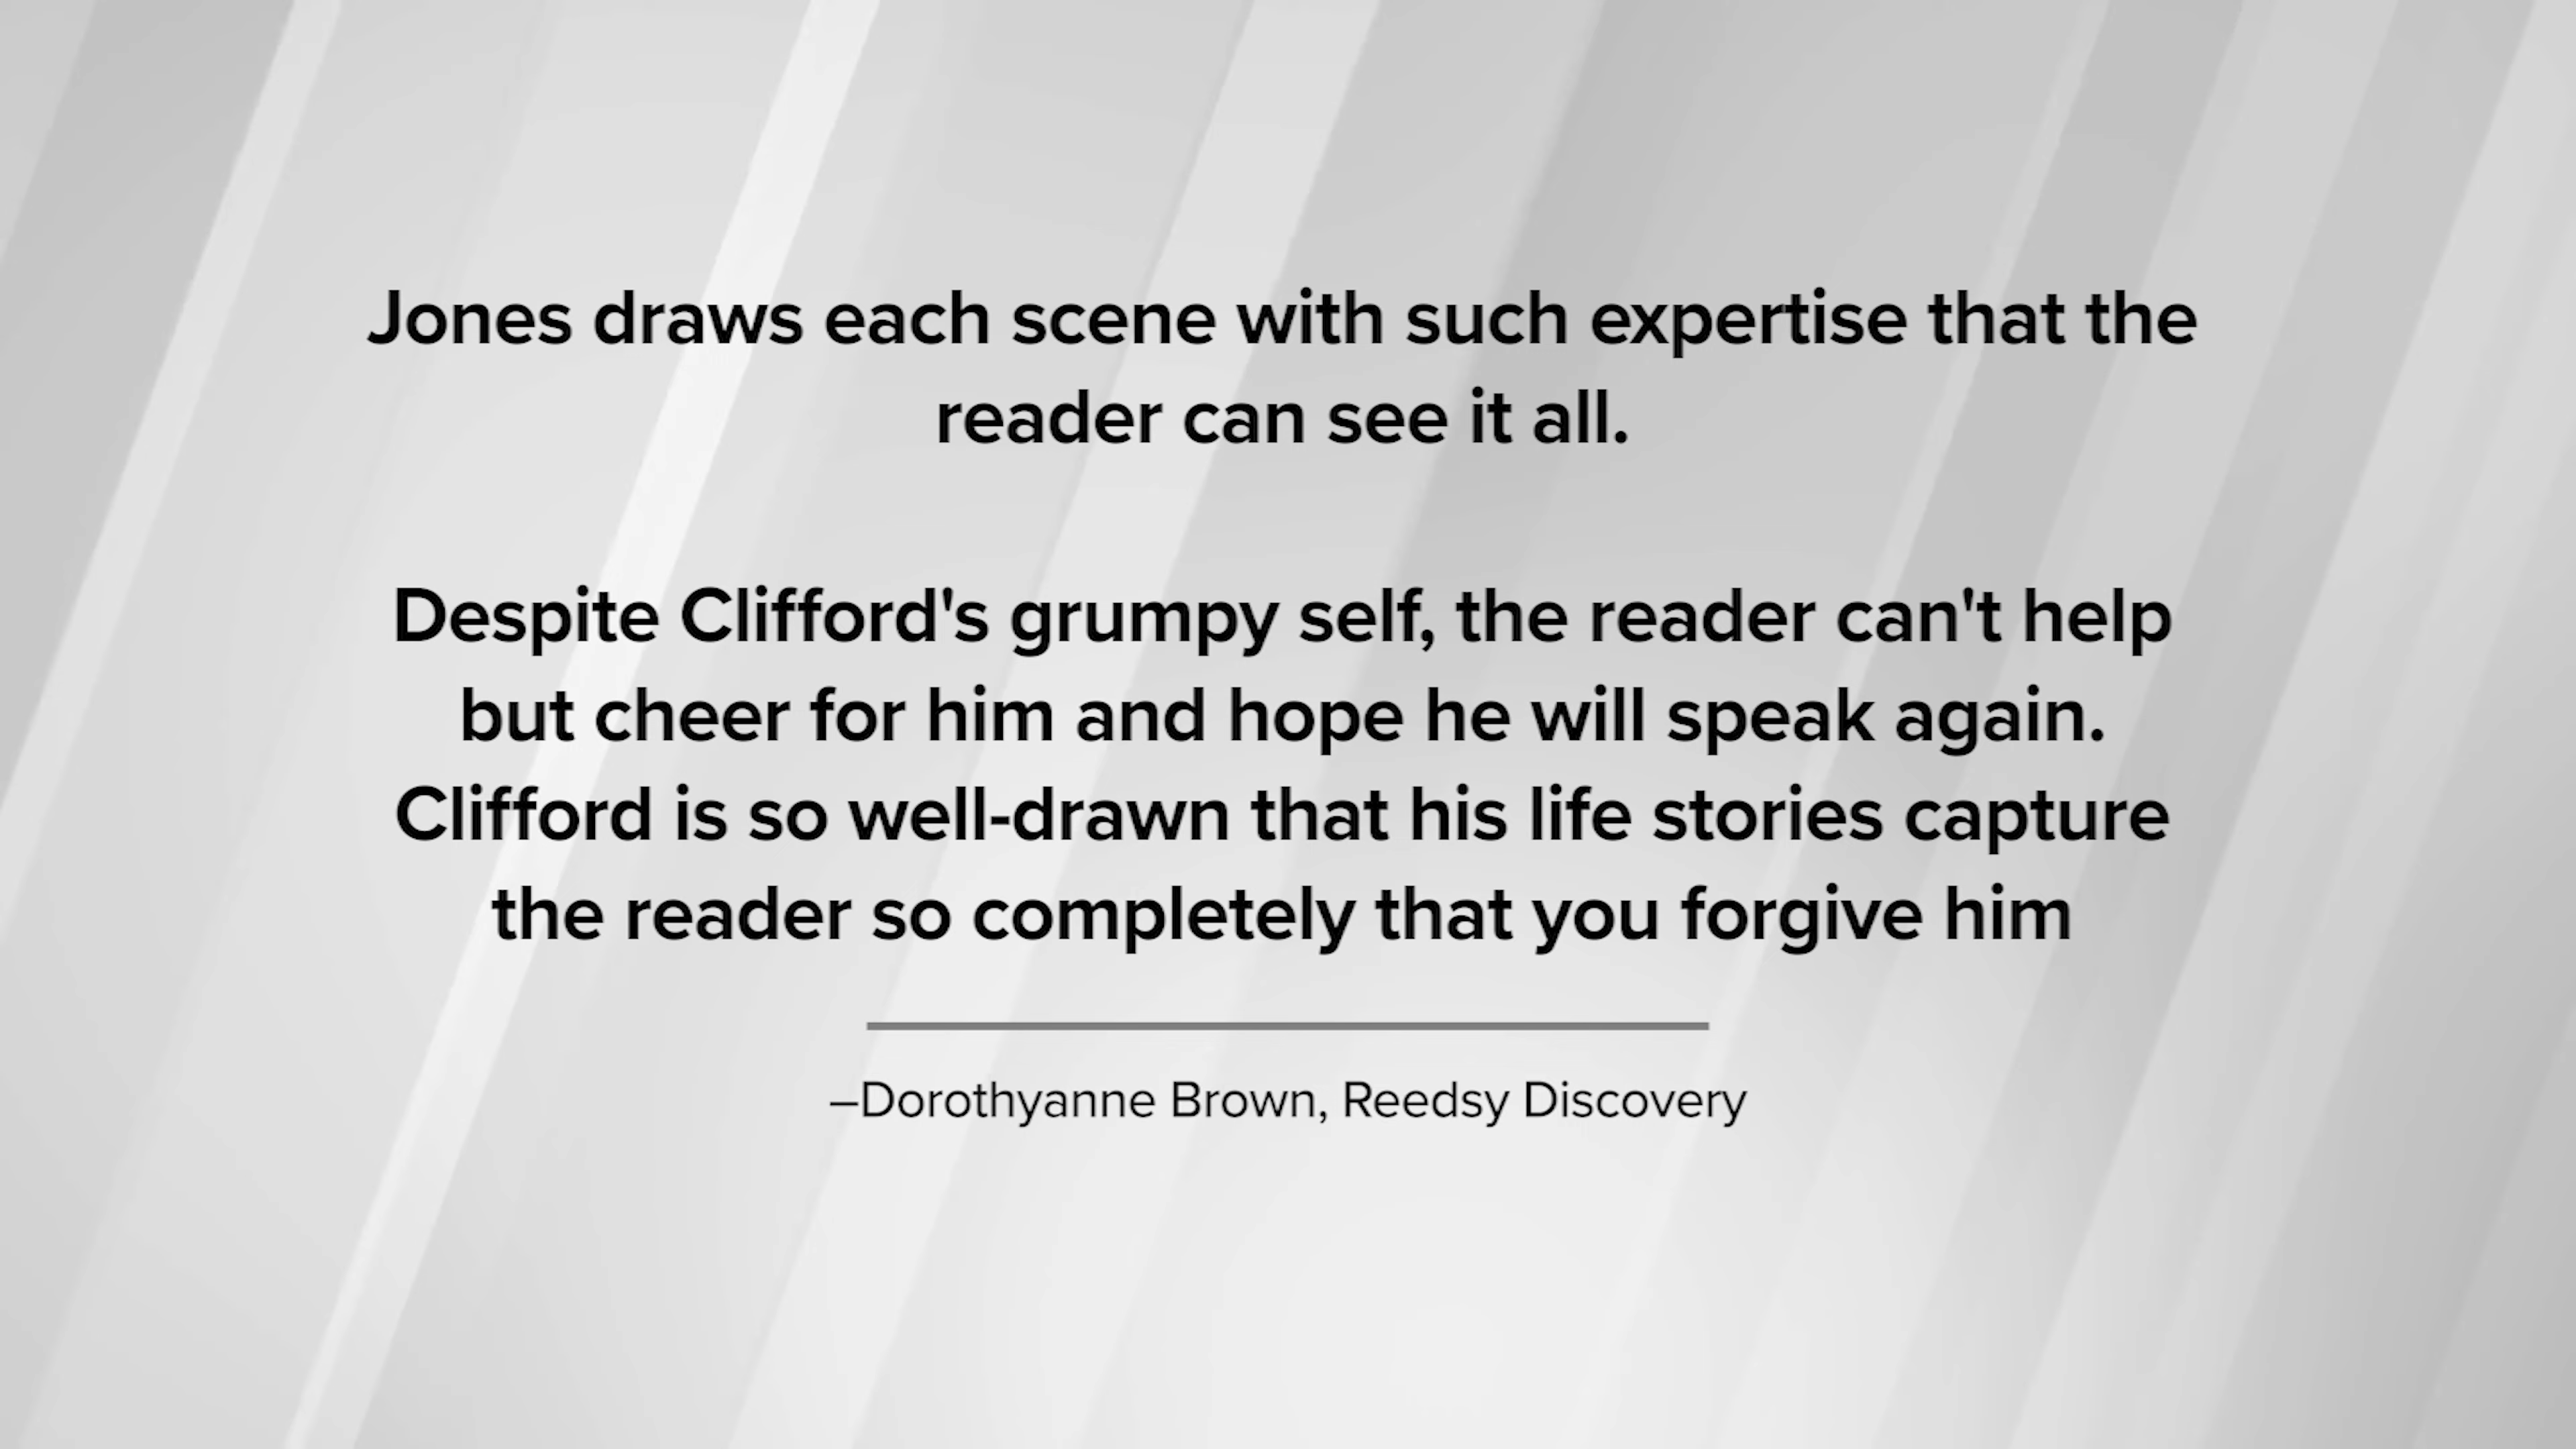 Jones draws each scene with such expertise that the
reader can see it all.
Despite Clifford's grumpy self, the reader can't help
but cheer for him and hope he will speak again.
Clifford is so well-drawn that his life stories capture
the reader so completely that you forgive him
–Dorothyanne Brown, Reedsy Discovery